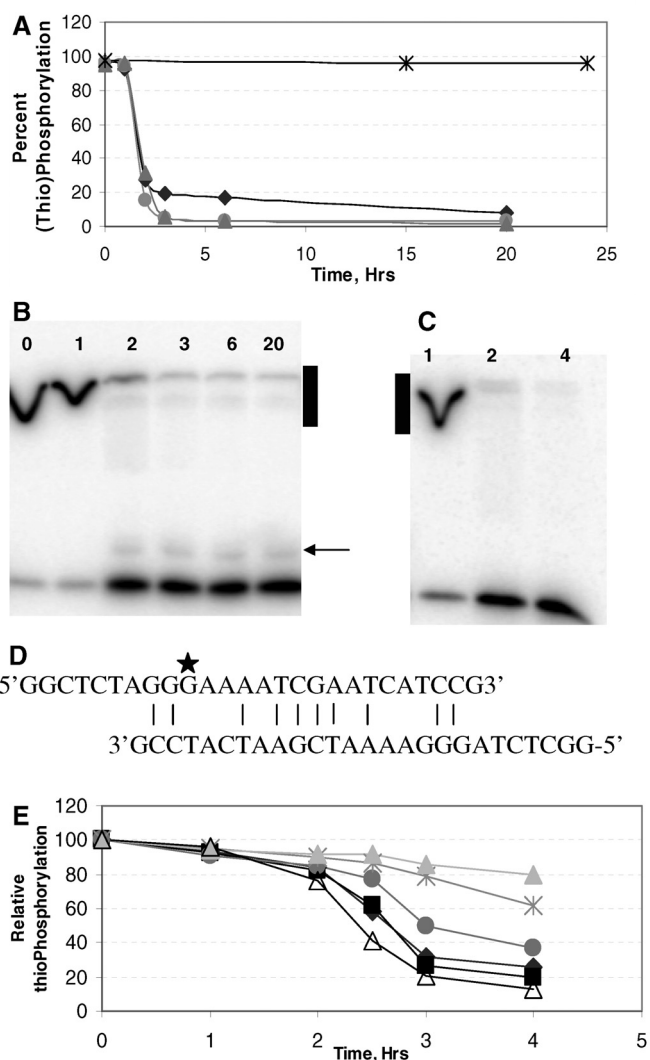 A
Percent
(Thio)Phosphorylation
120
100
80
60
40
20
0
0 5 10 15 20 25
Time, Hrs
B
0 1 2 3 6 20
C
1 2 4
D
5’GGCTCTAGGGAAAATCGAATCATCCG3’
3’GCCTACTAAGCTAAAAGGGATCTCGG-5’
E
Relative
thioPhosphorylation
120
100
80
60
40
20
0
0 1 2 3 4 5
Time, Hrs